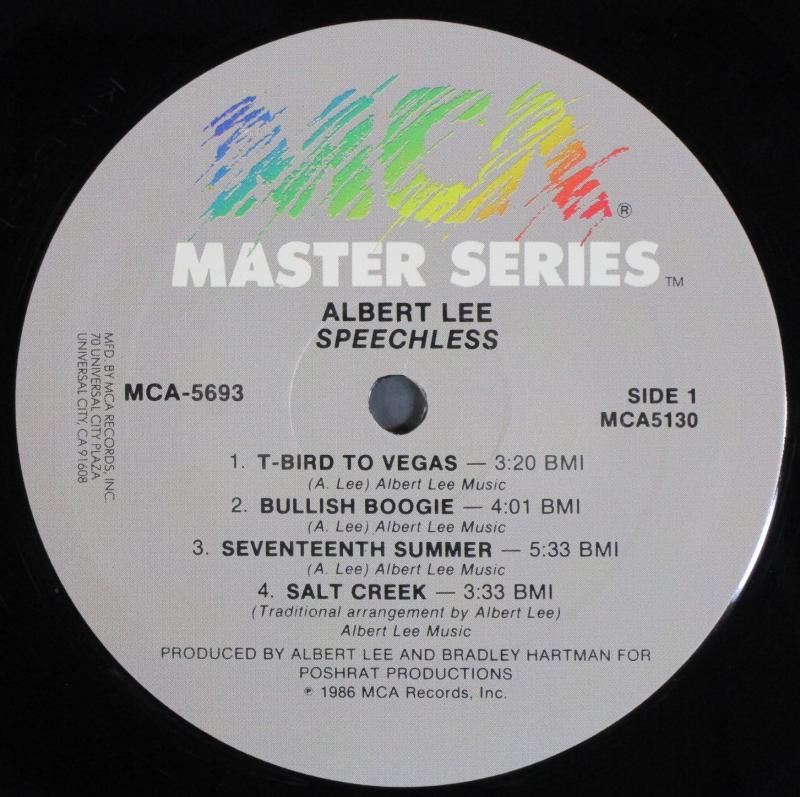 MCA ®
MASTER SERIES ™
ALBERT LEE
SPEECHLESS
MCA-5693
SIDE 1
MCA5130
MFD. BY MCA RECORDS, INC.
70 UNIVERSAL CITY PLAZA
UNIVERSAL CITY, CA 91608
1. T-BIRD TO VEGAS — 3:20 BMI
(A. Lee) Albert Lee Music
2. BULLISH BOOGIE — 4:01 BMI
(A. Lee) Albert Lee Music
3. SEVENTEENTH SUMMER — 5:33 BMI
(A. Lee) Albert Lee Music
4. SALT CREEK — 3:33 BMI
(Traditional arrangement by Albert Lee)
Albert Lee Music
PRODUCED BY ALBERT LEE AND BRADLEY HARTMAN FOR
POSHRAT PRODUCTIONS
℗ 1986 MCA Records, Inc.